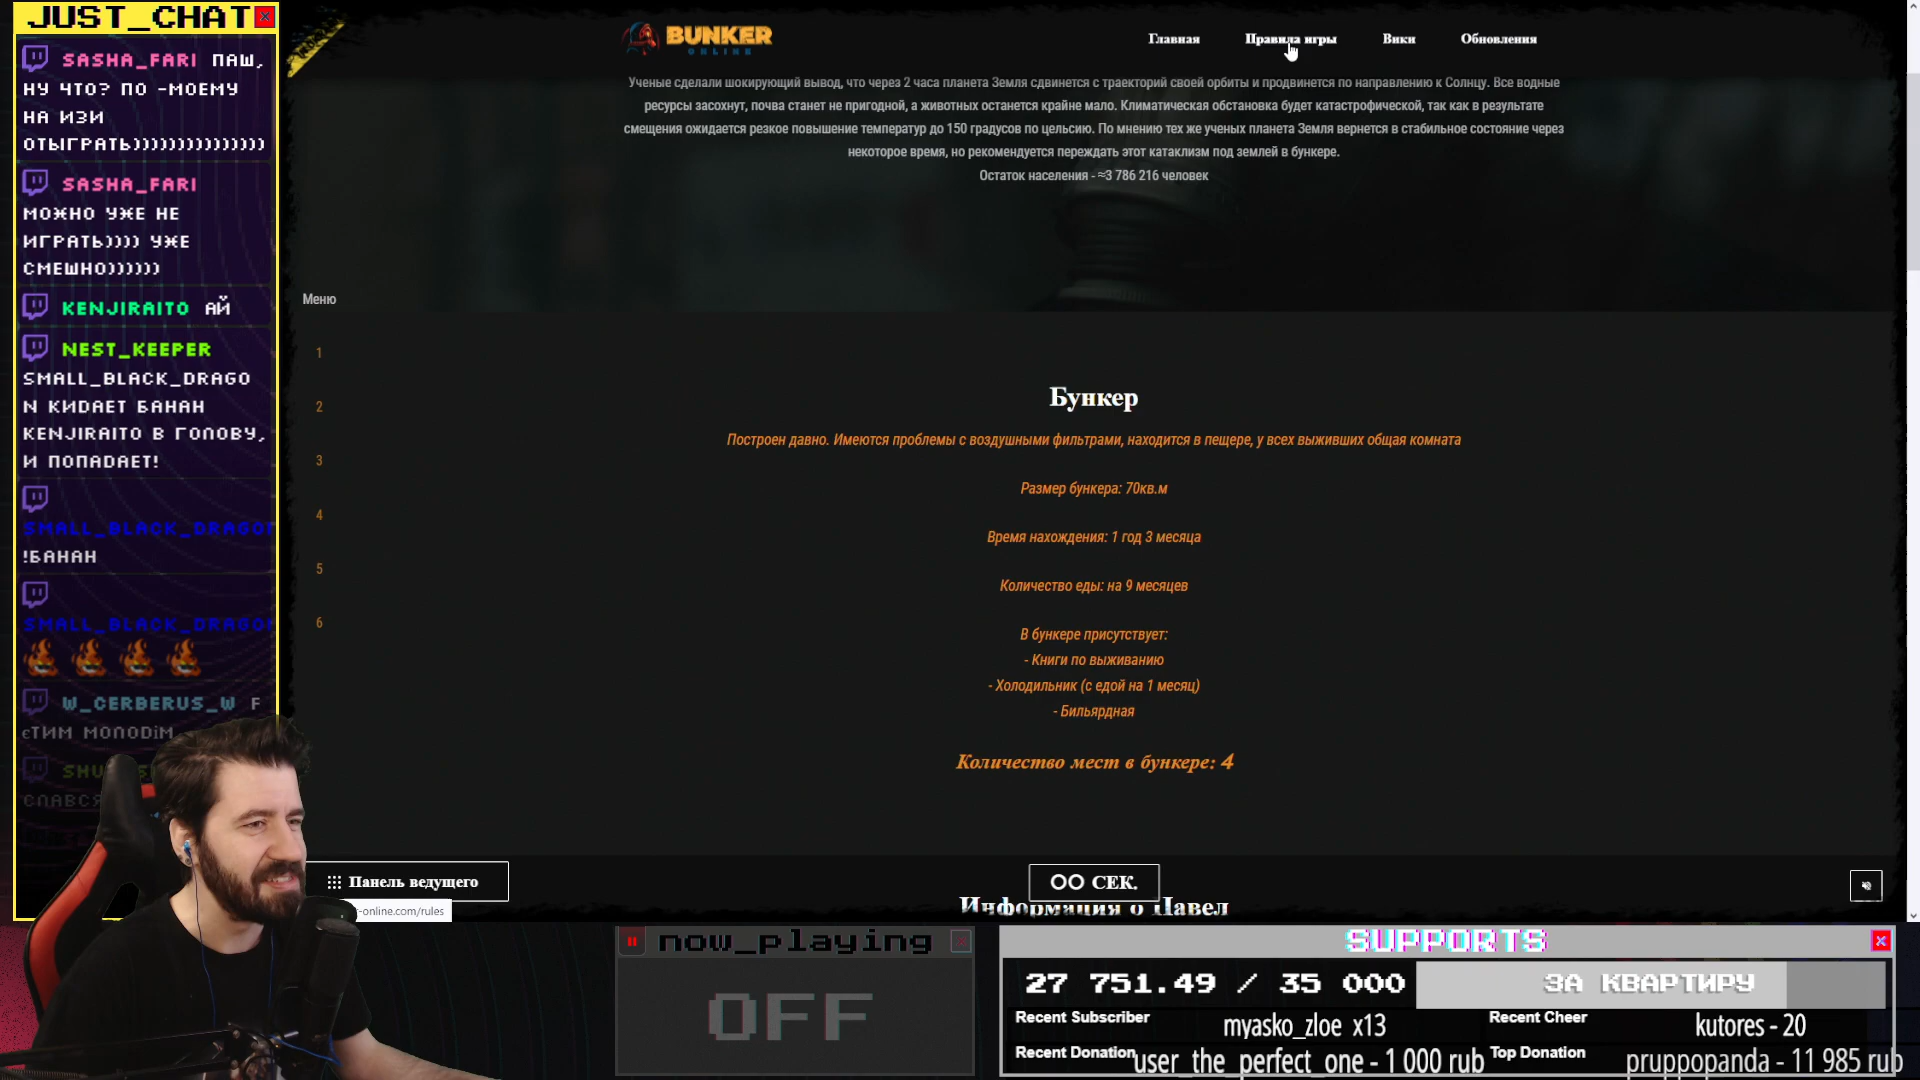 JUST_CHAT
SASHA_FARI ПАШ,
НУ ЧТО? ПО -МОЕМУ
НА ИЗИ
ОТЫГРАТЬ)))))))))))))))
SASHA_FARI
МОЖНО УЖЕ НЕ
ИГРАТЬ)))) УЖЕ
СМЕШНО))))))
KENJIRAITO АЙ
NEST_KEEPER
SMALL_BLACK_DRAGO
N КИДАЕТ БАНАН
KENJIRAITO В ГОЛОВУ,
И ПОПАДАЕТ!
SMALL_BLACK_DRAGO
!БАНАН
SMALL_BLACK_DRAGO
W_CERBERUS_W F
єТИМ МОЛОDіМ
BUNKER
ONLINE
Главная
Правила игры
Вики
Обновления
Ученые сделали шокирующий вывод, что через 2 часа планета Земля сдвинется с траекторий своей орбиты и продвинется по направлению к Солнцу. Все водные
ресурсы засохнут, почва станет не пригодной, а животных останется крайне мало. Климатическая обстановка будет катастрофической, так как в результате
смещения ожидается резкое повышение температур до 150 градусов по цельсию. По мнению тех же ученых планета Земля вернется в стабильное состояние через
некоторое время, но рекомендуется переждать этот катаклизм под землей в бункере.
Остаток населения - ≈3 786 216 человек
Меню
1
2
3
4
5
6
Бункер
Построен давно. Имеются проблемы с воздушными фильтрами, находится в пещере, у всех выживших общая комната
Размер бункера: 70кв.м
Время нахождения: 1 год 3 месяца
Количество еды: на 9 месяцев
В бункере присутствует:
- Книги по выживанию
- Холодильник (с едой на 1 месяц)
- Бильярдная
Количество мест в бункере: 4
Панель ведущего
00 СЕК.
r-online.com/rules
Информация о Павел
now_playing
OFF
SUPPORTS
27 751.49 / 35 000
ЗА КВАРТИРУ
Recent Subscriber
myasko_zloe x13
Recent Cheer
kutores - 20
Recent Donation
user_the_perfect_one - 1 000 rub
Top Donation
pruppopanda - 11 985 rub